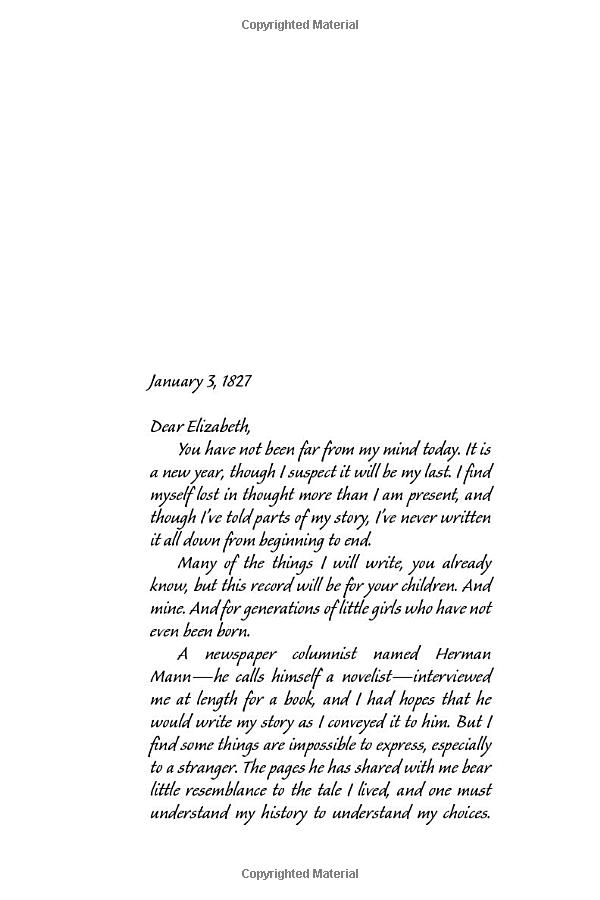 Copyrighted Material
January 3, 1827
Dear Elizabeth,
You have not been far from my mind today. It is
a new year, though I suspect it will be my last. I find
myself lost in thought more than I am present, and
though I've told parts of my story, I've never written
it all down from beginning to end.
Many of the things I will write, you already
know, but this record will be for your children. And
mine. And for generations of little girls who have not
even been born.
A newspaper columnist named Herman
Mann—he calls himself a novelist—interviewed
me at length for a book, and I had hopes that he
would write my story as I conveyed it to him. But I
find some things are impossible to express, especially
to a stranger. The pages he has shared with me bear
little resemblance to the tale I lived, and one must
understand my history to understand my choices.
Copyrighted Material